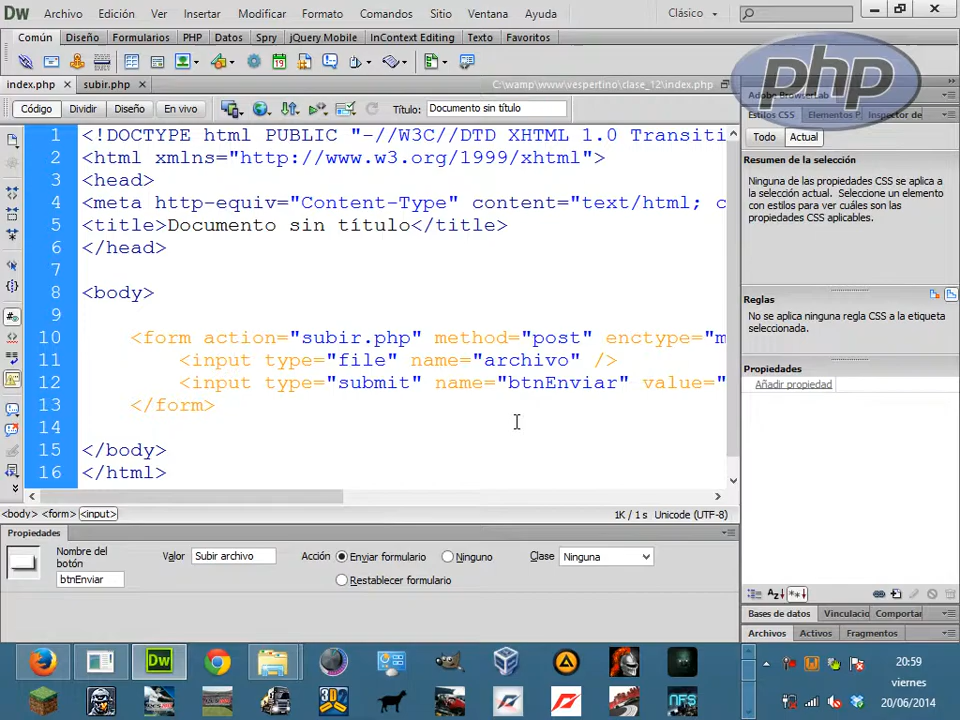 Dw Archivo Edición Ver Insertar Modificar Formato Comandos Sitio Ventana Ayuda Clásico
Común Diseño Formularios PHP Datos Spry jQuery Mobile InContext Editing Texto Favoritos
php
index.php × subir.php × C:\wamp\www\vespertino\clase_12\index.php
Adobe BrowserLab
Código Dividir Diseño En vivo Título: Documento sin título
Estilos CSS Elementos P Inspector de
Todo Actual
1 <!DOCTYPE html PUBLIC "-//W3C//DTD XHTML 1.0 Transiti
2 <html xmlns="http://www.w3.org/1999/xhtml">
3 <head>
4 <meta http-equiv="Content-Type" content="text/html; c
5 <title>Documento sin título</title>
6 </head>
7
8 <body>
9
10 <form action="subir.php" method="post" enctype="m
11 <input type="file" name="archivo" />
12 <input type="submit" name="btnEnviar" value="
13 </form>
14
15 </body>
16 </html>
Resumen de la selección
Ninguna de las propiedades CSS se aplica a
la selección actual. Seleccione un elemento
con estilos para ver cuáles son las
propiedades CSS aplicables.
Reglas
No se aplica ninguna regla CSS a la etiqueta
seleccionada.
Propiedades
Añadir propiedad
<body> <form> <input> 1K / 1 s Unicode (UTF-8)
Propiedades
Nombre del
botón
btnEnviar
Valor Subir archivo Acción Enviar formulario Ninguno Clase Ninguna
Restablecer formulario
Bases de datos Vinculacio Comportar
Archivos Activos Fragmentos
Dw
3D
NFS
20:59
viernes
20/06/2014